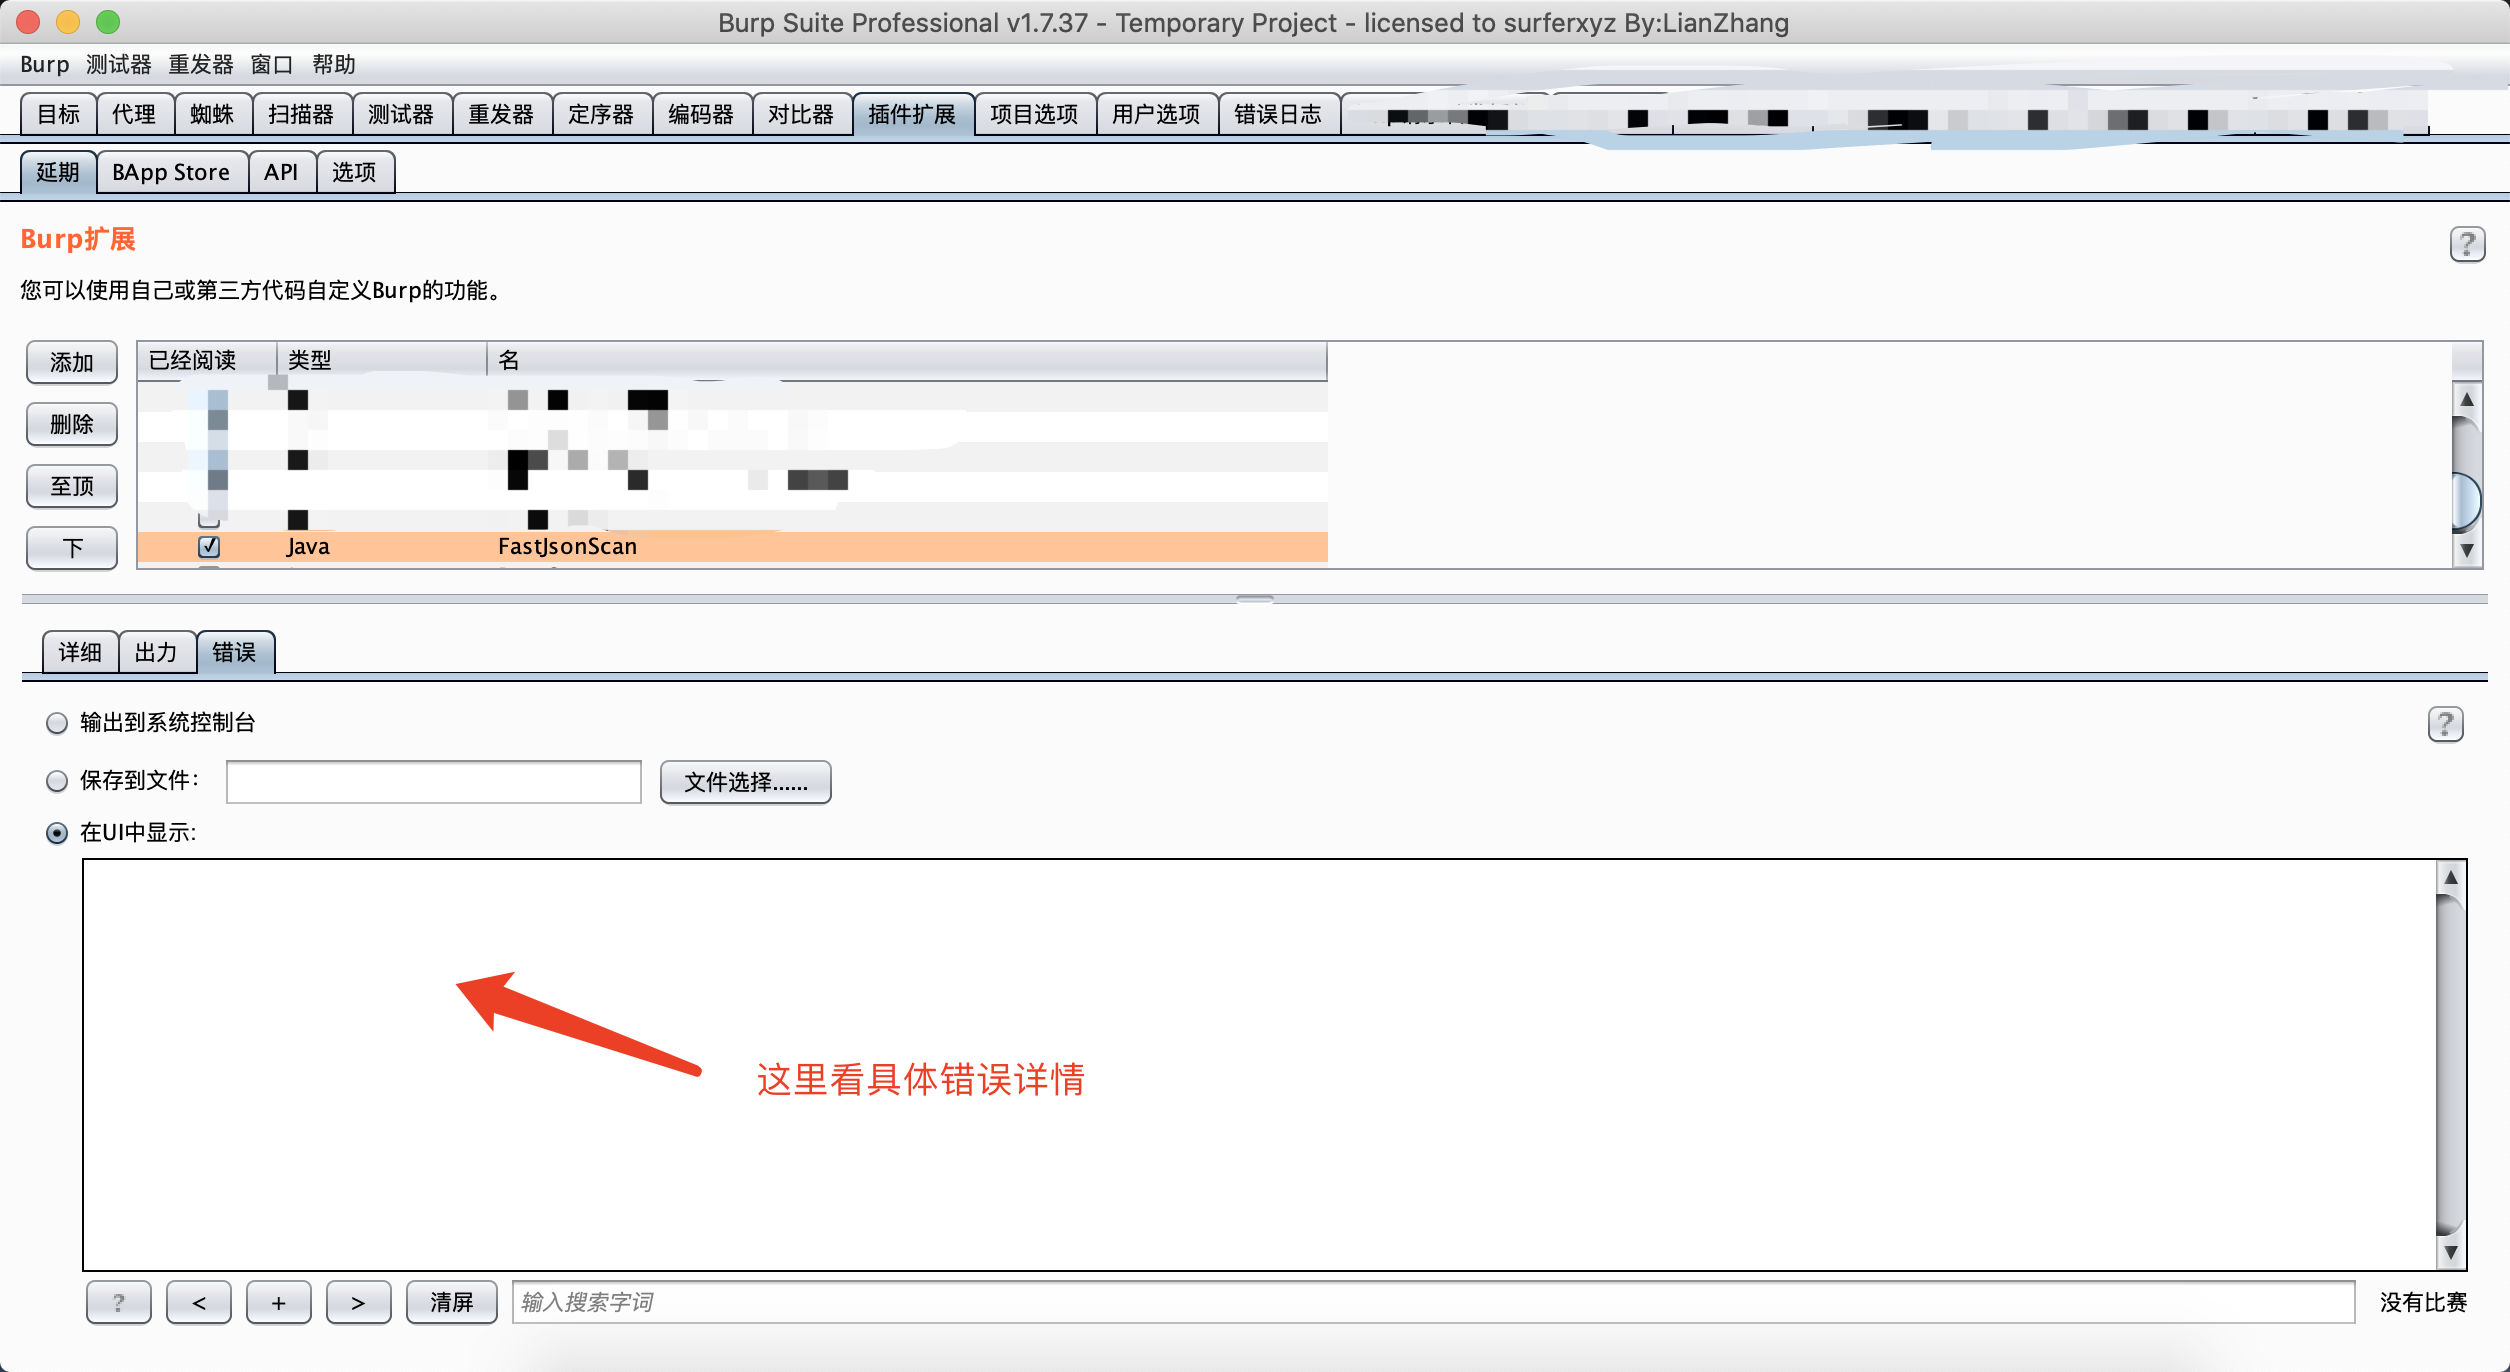 Burp Suite Professional v1.7.37 - Temporary Project - licensed to surferxyz By:LianZhang
Burp 测试器 重发器 窗口 帮助
目标 代理 蜘蛛 扫描器 测试器 重发器 定序器 编码器 对比器 插件扩展 项目选项 用户选项 错误日志
延期 BApp Store API 选项
Burp扩展
?
您可以使用自己或第三方代码自定义Burp的功能。
添加 已经阅读 类型 名
删除
至顶
下 Java FastJsonScan
详细 出力 错误
输出到系统控制台
?
保存到文件: 文件选择......
在UI中显示:
这里看具体错误详情
? < + > 清屏 输入搜索字词 没有比赛